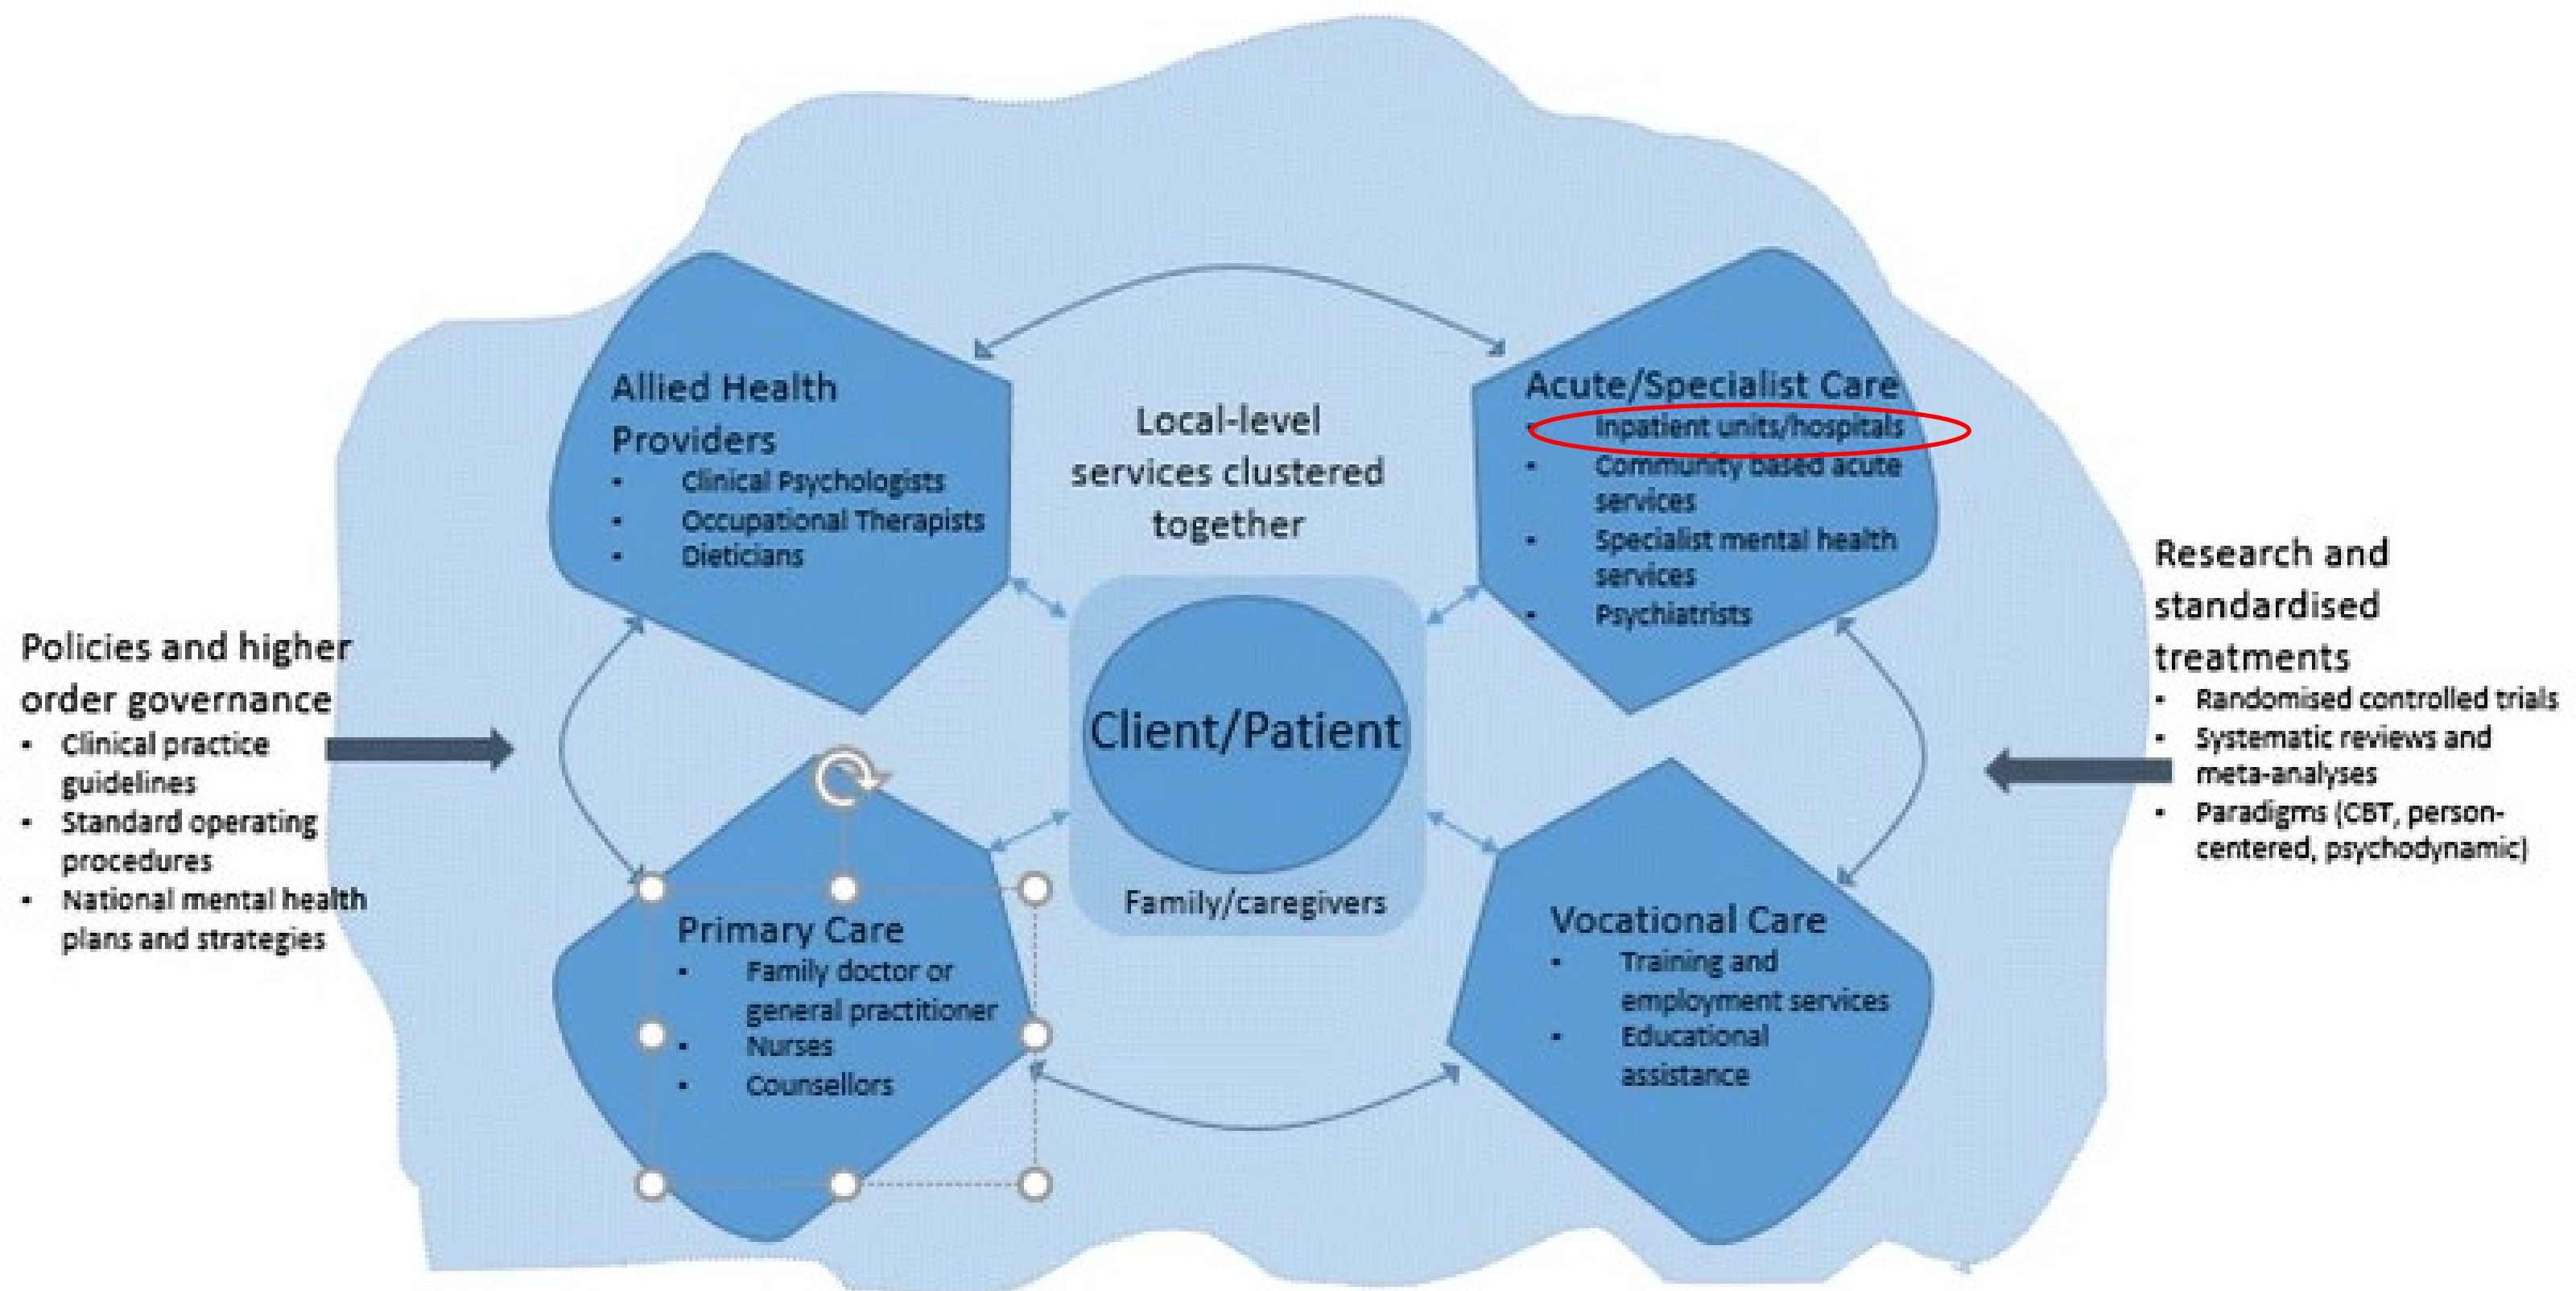 Allied Health
Providers
• Clinical Psychologists
• Occupational Therapists
• Dieticians
Local-level
services clustered
together
Acute/Specialist Care
• Inpatient units/hospitals
• Community based acute
services
• Specialist mental health
services
• Psychiatrists
Policies and higher
order governance
• Clinical practice
guidelines
• Standard operating
procedures
• National mental health
plans and strategies
Client/Patient
Family/caregivers
Research and
standardised
treatments
• Randomised controlled trials
• Systematic reviews and
meta-analyses
• Paradigms (CBT, person-
centered, psychodynamic)
Primary Care
• Family doctor or
general practitioner
• Nurses
• Counsellors
Vocational Care
• Training and
employment services
• Educational
assistance